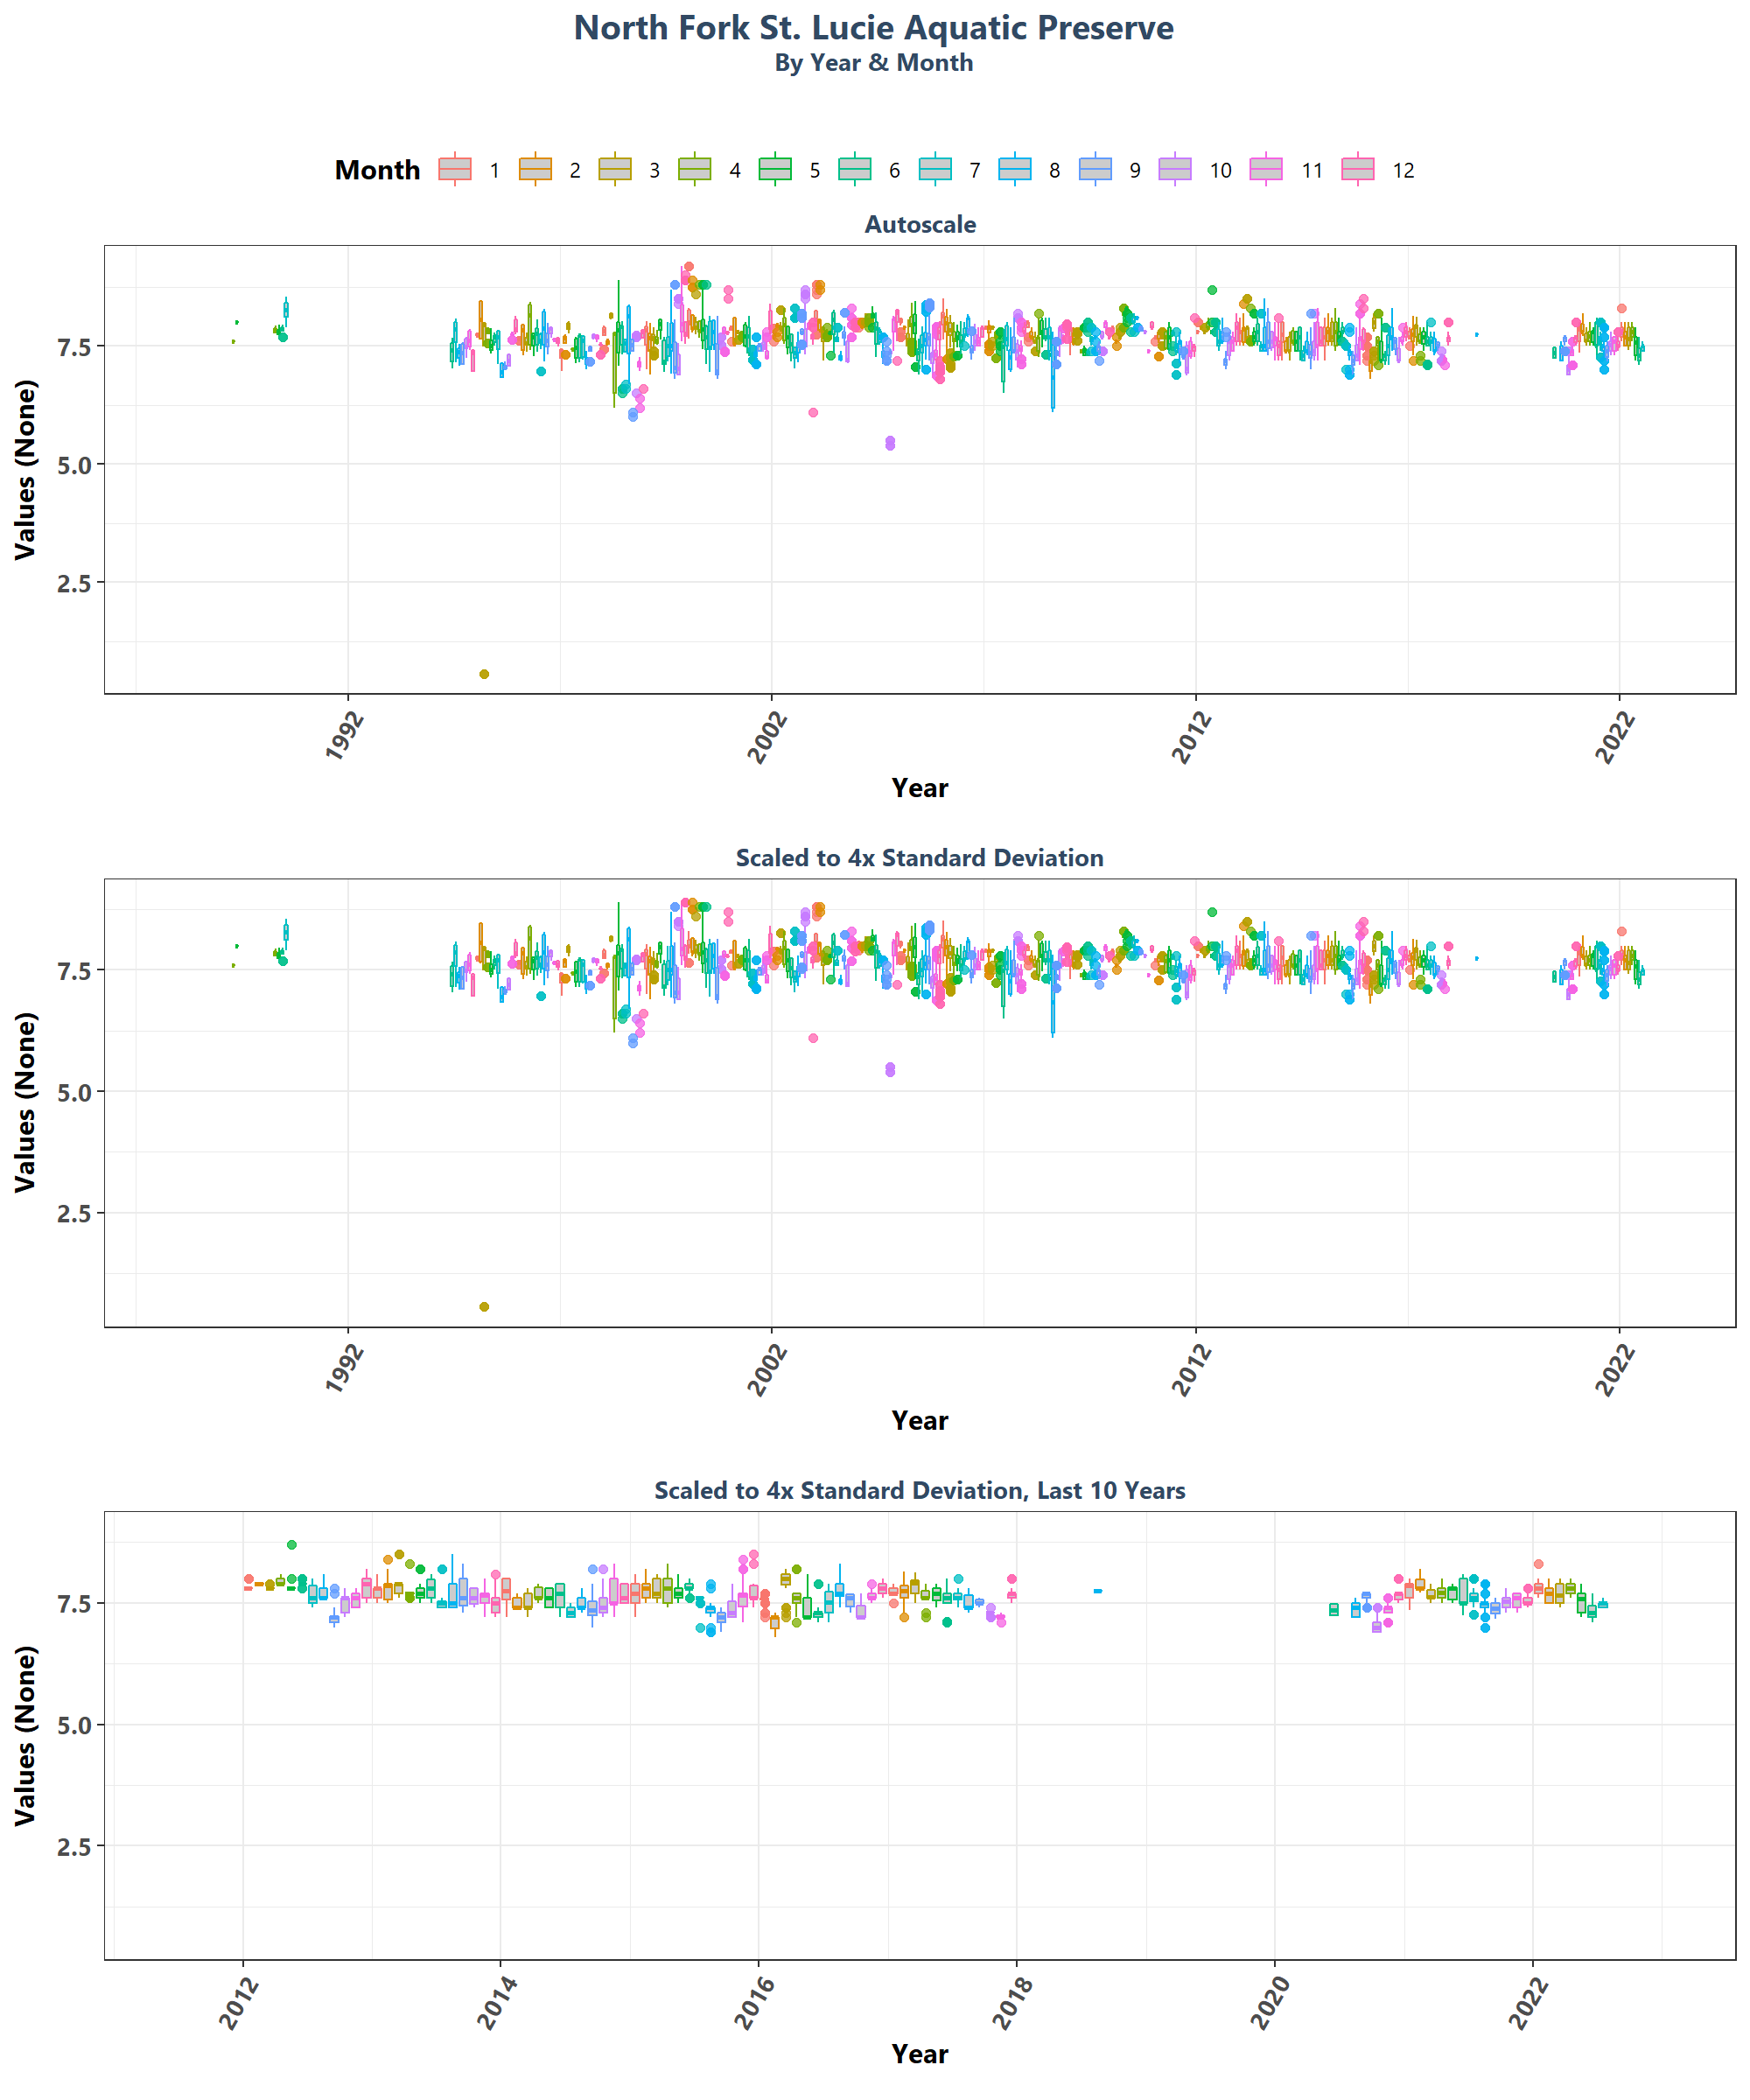 North Fork St. Lucie Aquatic Preserve
By Year & Month
Month 1 2 3 4 5 6 7 8 9 10 11 12
Autoscale
Values (None)
7.5
5.0
2.5
1992 2002 2012 2022
Year
Scaled to 4x Standard Deviation
Values (None)
7.5
5.0
2.5
1992 2002 2012 2022
Year
Scaled to 4x Standard Deviation, Last 10 Years
Values (None)
7.5
5.0
2.5
2012 2014 2016 2018 2020 2022
Year